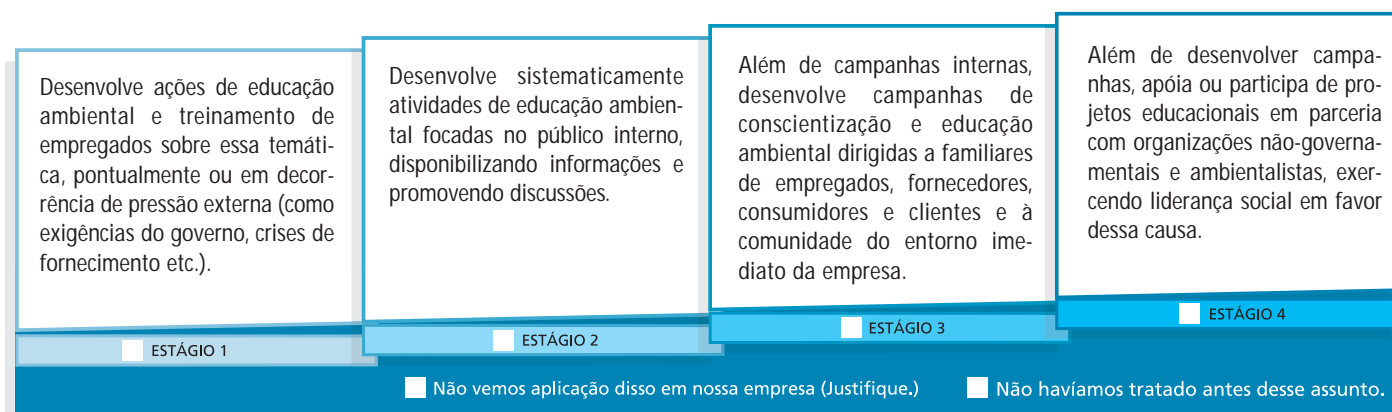 Desenvolve ações de educação
ambiental e treinamento de
empregados sobre essa temáti-
ca, pontualmente ou em decor-
rência de pressão externa (como
exigências do governo, crises de
fornecimento etc.).
ESTÁGIO 1
Desenvolve sistematicamente
atividades de educação ambien-
tal focadas no público interno,
disponibilizando informações e
promovendo discussões.
ESTÁGIO 2
Além de campanhas internas,
desenvolve campanhas de
conscientização e educação
ambiental dirigidas a familiares
de empregados, fornecedores,
consumidores e clientes e à
comunidade do entorno ime-
diato da empresa.
ESTÁGIO 3
Além de desenvolver campa-
nhas, apóia ou participa de pro-
jetos educacionais em parceria
com organizações não-governa-
mentais e ambientalistas, exer-
cendo liderança social em favor
dessa causa.
ESTÁGIO 4
Não vemos aplicação disso em nossa empresa (Justifique.)
Não havíamos tratado antes desse assunto.